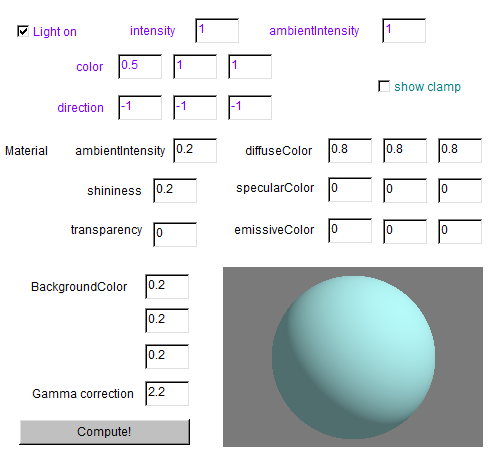 Light on intensity 1 ambientIntensity 1
color 0.5 1 1
show clamp
direction -1 -1 -1
Material ambientIntensity 0.2 diffuseColor 0.8 0.8 0.8
shininess 0.2 specularColor 0 0 0
transparency 0 emissiveColor 0 0 0
BackgroundColor 0.2
0.2
0.2
Gamma correction 2.2
Compute!